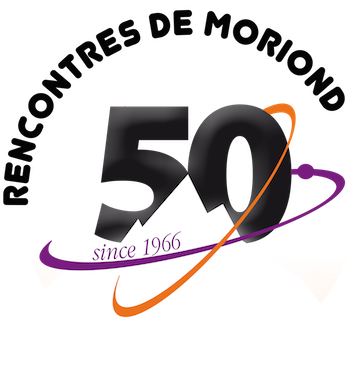 RENCONTRES DE MORIOND
50
since 1966